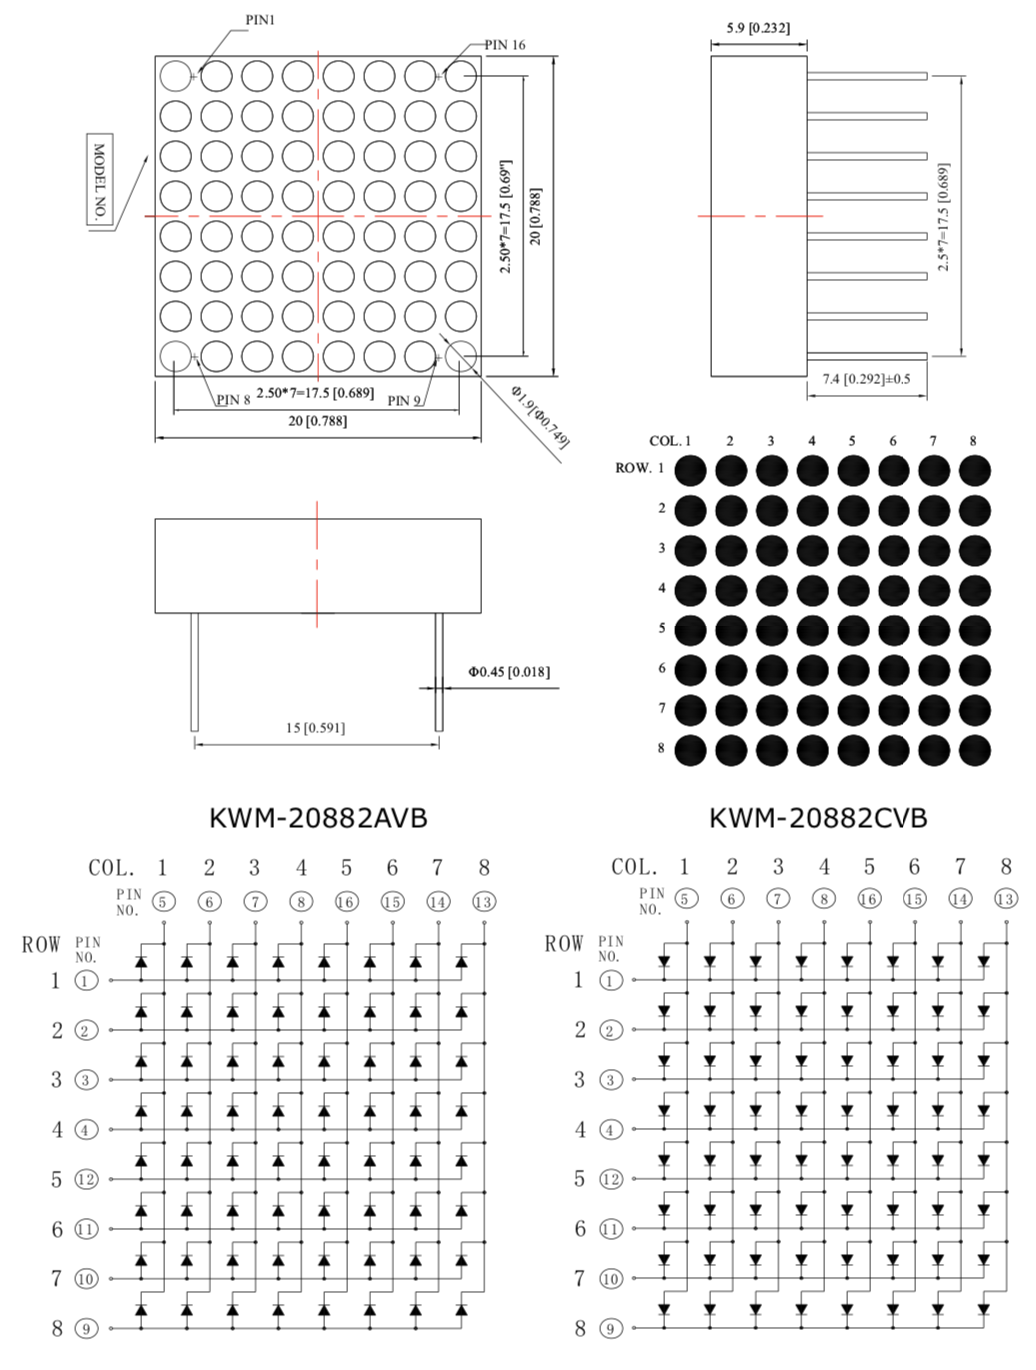 PIN1
PIN 16
MODEL NO.
2.50*7=17.5 [0.69"]
20 [0.788]
PIN 8
2.50*7=17.5 [0.689]
PIN 9
20 [0.788]
Φ1.9[Φ0.749]
5.9 [0.232]
2.5*7=17.5 [0.689]
7.4 [0.292]±0.5
Φ0.45 [0.018]
15 [0.591]
COL. 1 2 3 4 5 6 7 8
ROW. 1
2
3
4
5
6
7
8
KWM-20882AVB
COL. 1 2 3 4 5 6 7 8
PIN NO. 5 6 7 8 16 15 14 13
ROW PIN NO.
1 1
2 2
3 3
4 4
5 12
6 11
7 10
8 9
KWM-20882CVB
COL. 1 2 3 4 5 6 7 8
PIN NO. 5 6 7 8 16 15 14 13
ROW PIN NO.
1 1
2 2
3 3
4 4
5 12
6 11
7 10
8 9